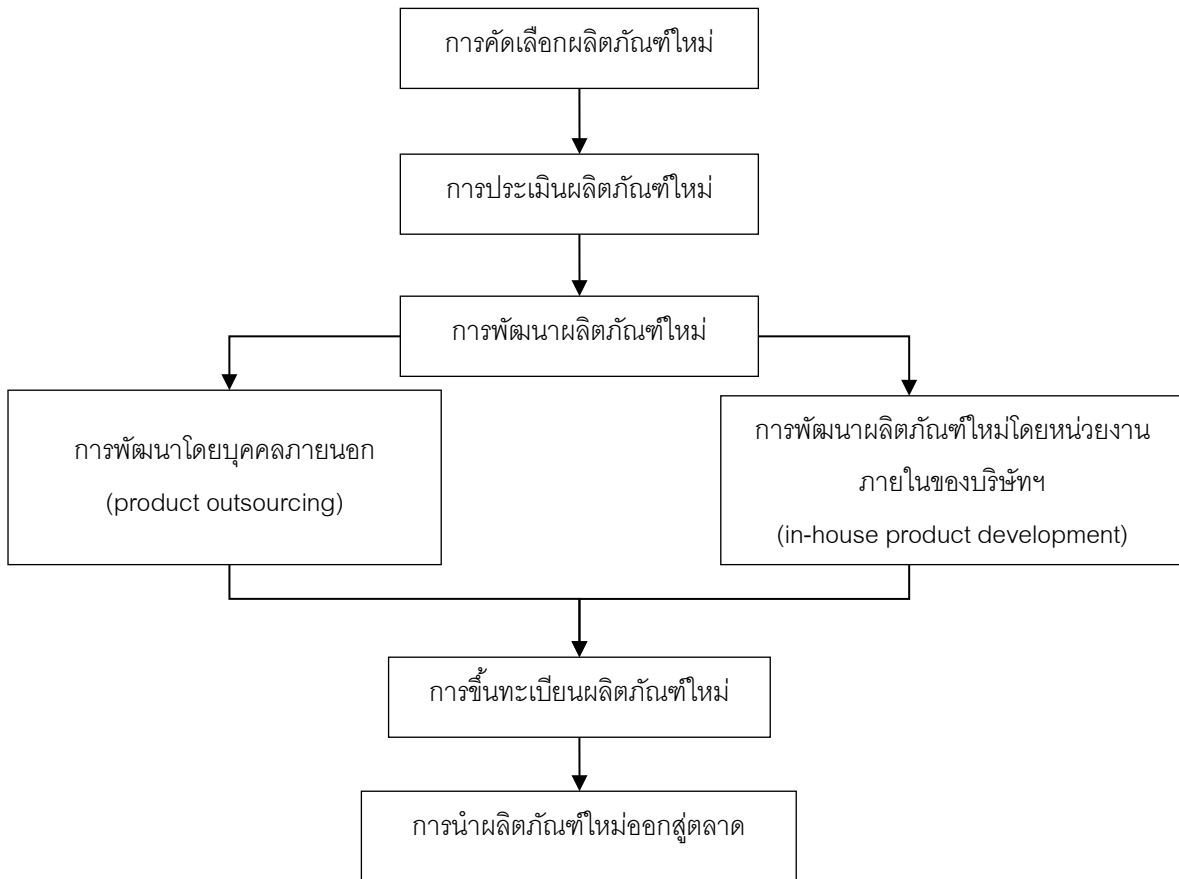 การคัดเลือกผลิตภัณฑ์ใหม่
การประเมินผลิตภัณฑ์ใหม่
การพัฒนาผลิตภัณฑ์ใหม่
การพัฒนาโดยบุคคลภายนอก
(product outsourcing)
การพัฒนาผลิตภัณฑ์ใหม่โดยหน่วยงาน
ภายในของบริษัทฯ
(in-house product development)
การขึ้นทะเบียนผลิตภัณฑ์ใหม่
การนำผลิตภัณฑ์ใหม่ออกสู่ตลาด